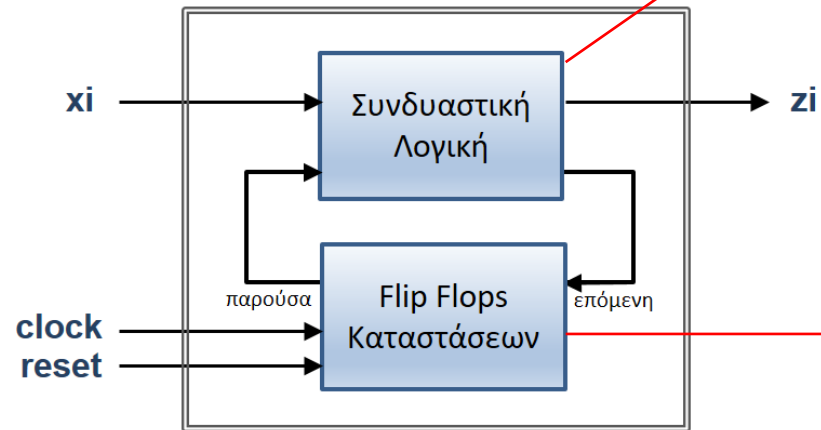 xi
Συνδυαστική
Λογική
zi
παρούσα
Flip Flops
Καταστάσεων
επόμενη
clock
reset